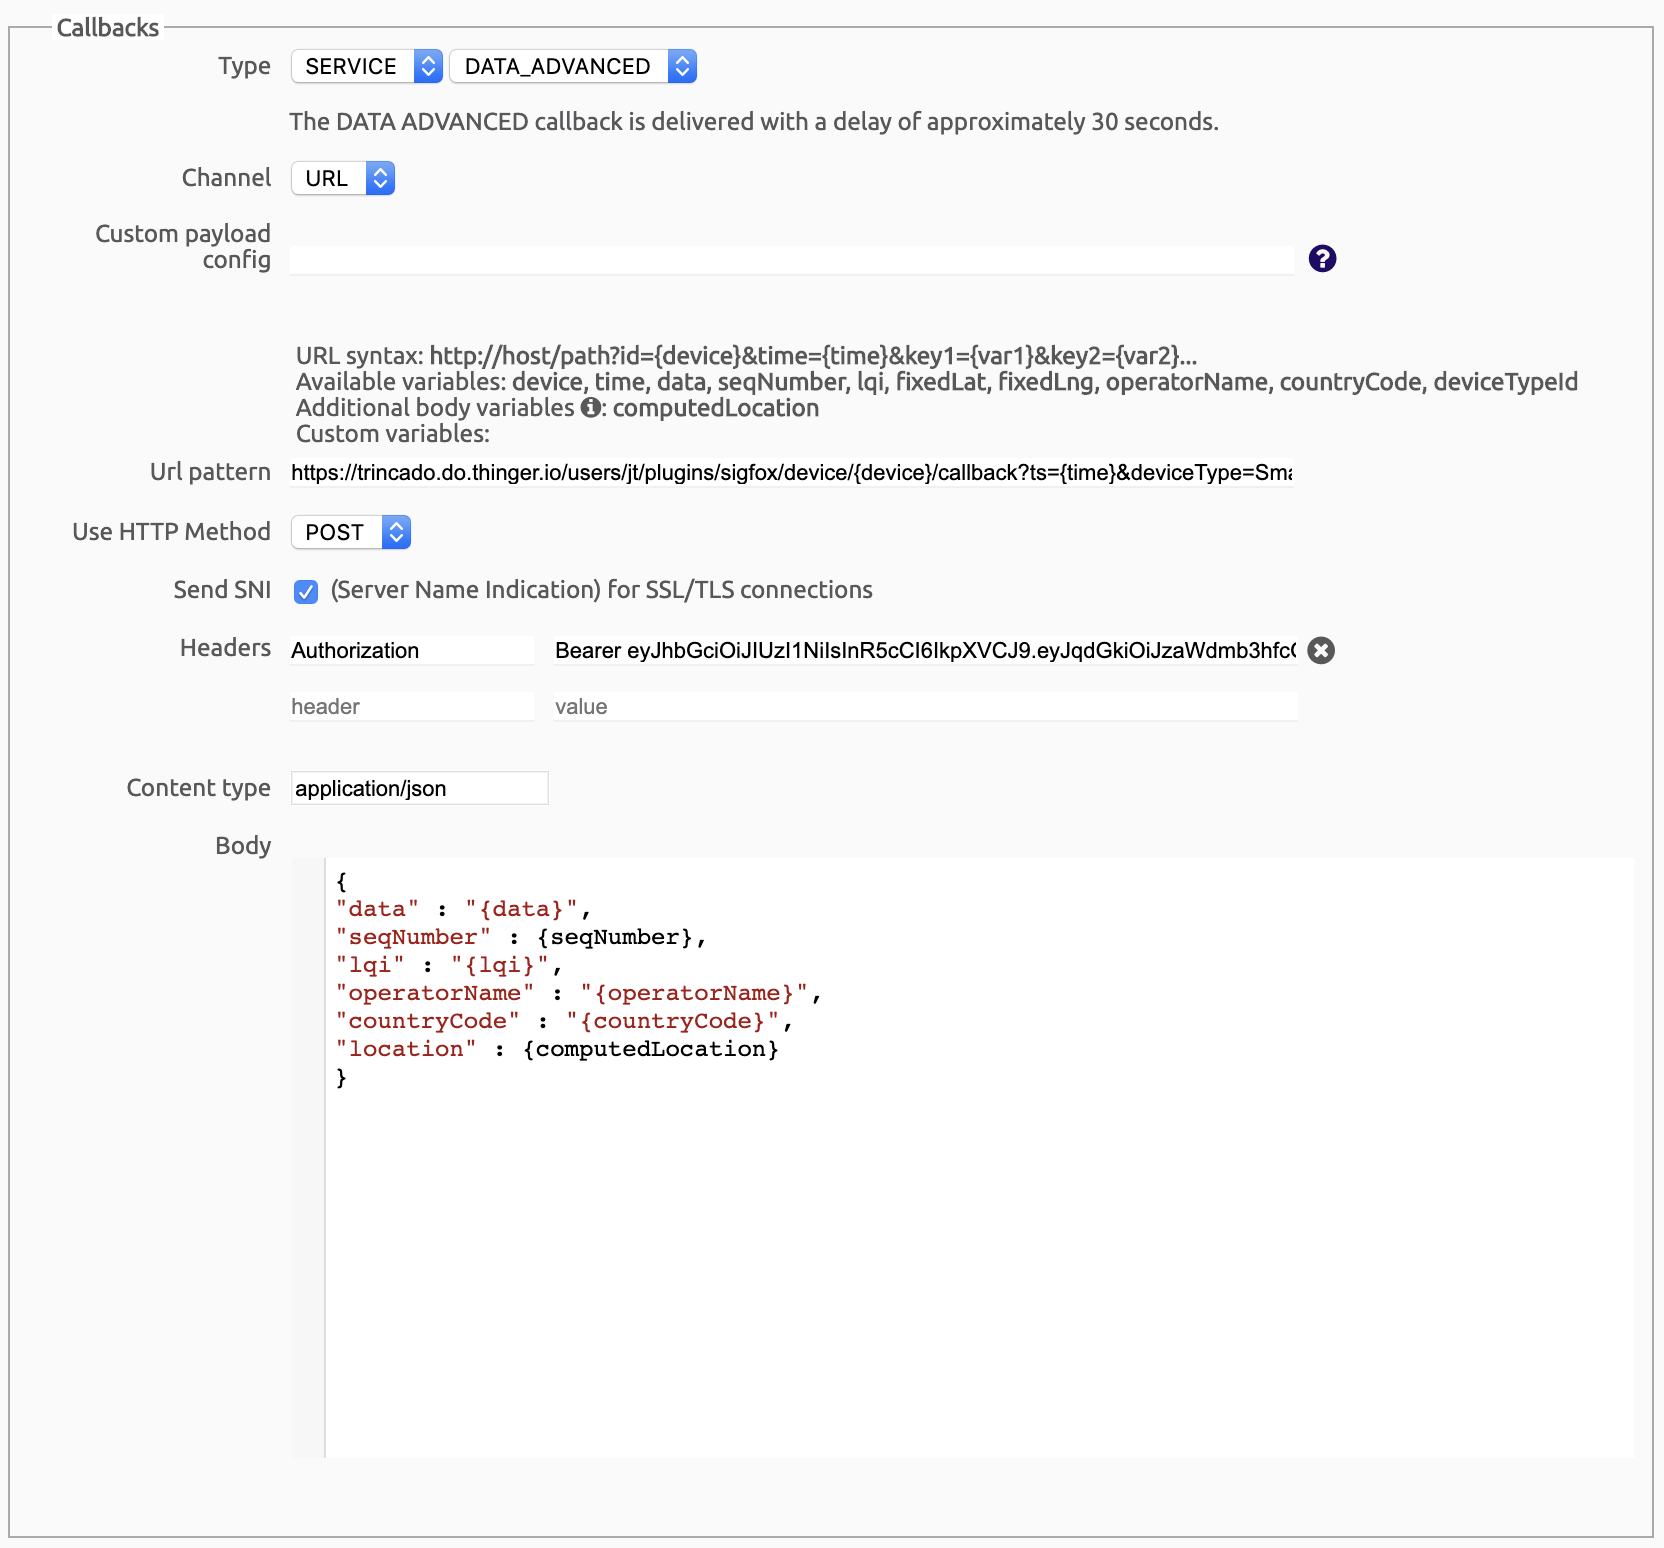 Callbacks
Type SERVICE DATA_ADVANCED
The DATA ADVANCED callback is delivered with a delay of approximately 30 seconds.
Channel URL
Custom payload
config
URL syntax: http://host/path?id={device}&time={time}&key1={var1}&key2={var2}...
Available variables: device, time, data, seqNumber, lqi, fixedLat, fixedLng, operatorName, countryCode, deviceTypeId
Additional body variables : computedLocation
Custom variables:
Url pattern https://trincado.do.thinger.io/users/jt/plugins/sigfox/device/{device}/callback?ts={time}&deviceType=Sma
Use HTTP Method POST
Send SNI (Server Name Indication) for SSL/TLS connections
Headers Authorization Bearer eyJhbGciOiJIUzI1NiIsInR5cCI6IkpXVCJ9.eyJqdGkiOiJzaWdmb3hfc
header value
Content type application/json
Body
{
"data" : "{data}",
"seqNumber" : {seqNumber},
"lqi" : "{lqi}",
"operatorName" : "{operatorName}",
"countryCode" : "{countryCode}",
"location" : {computedLocation}
}